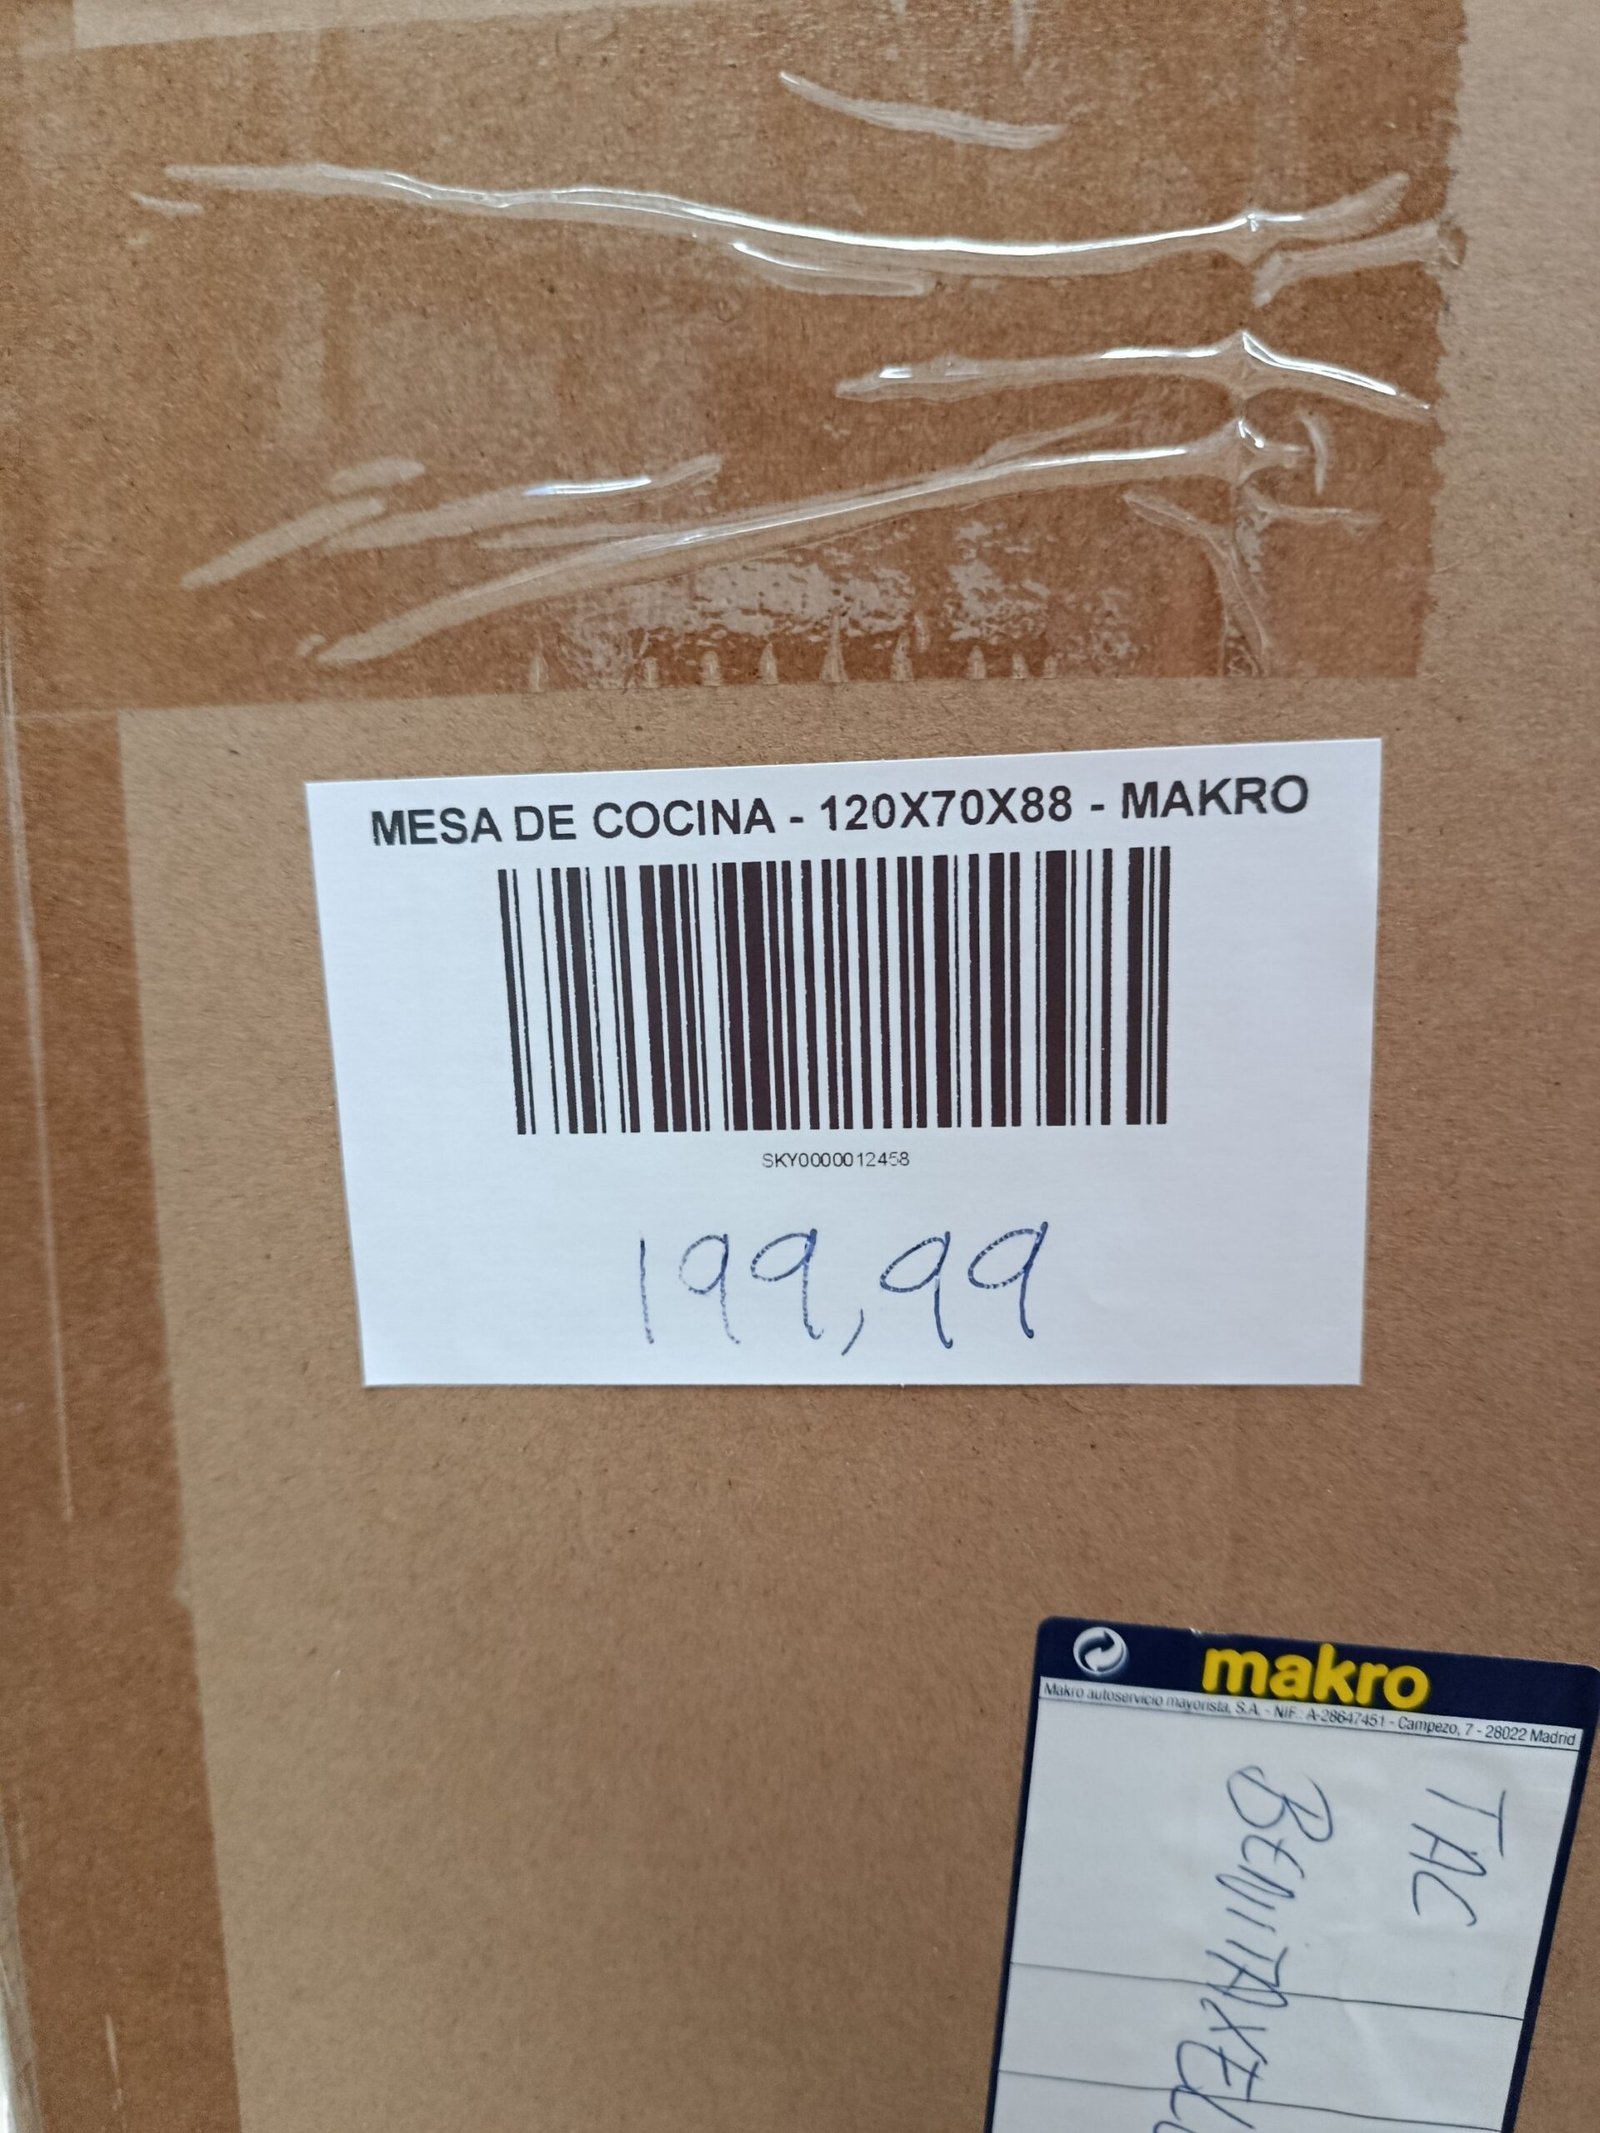 MESA DE COCINA - 120X70X88 - MAKRO
SKY0000012458
199,99
makro
Makro autoservicio mayorista, S.A. - NIF.: A-28647451 - Campezo, 7 - 28022 Madrid
TAC